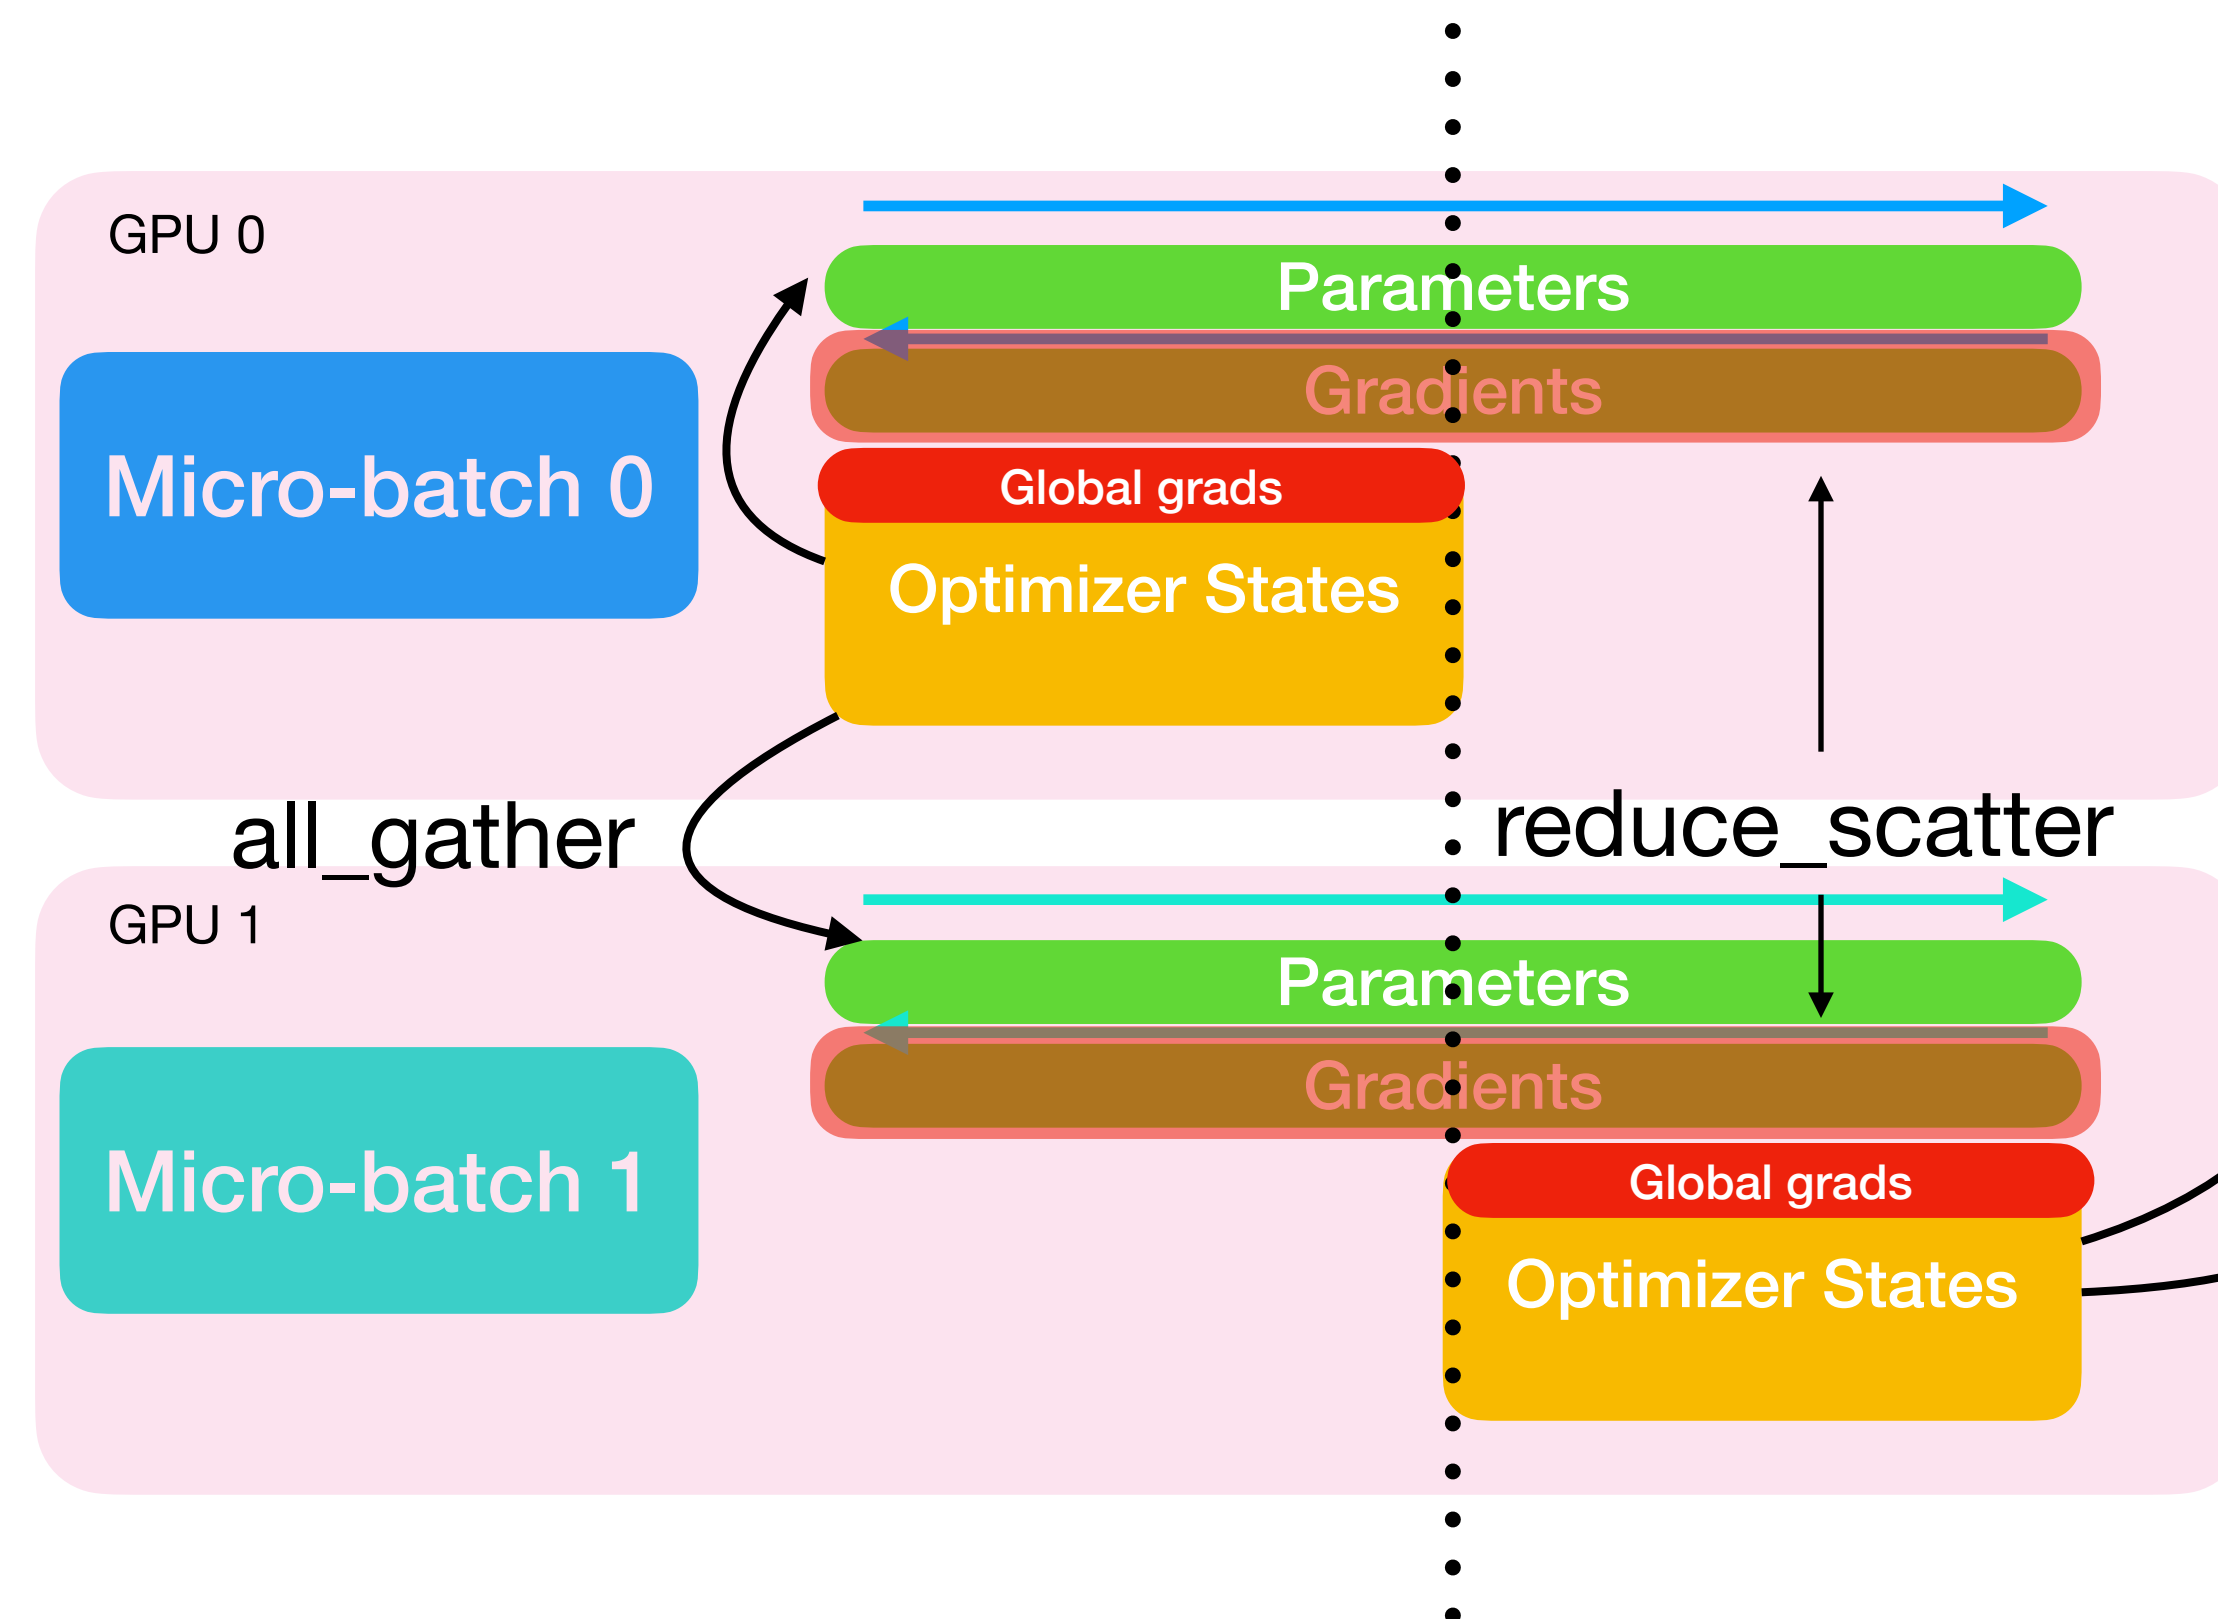 GPU 0
Parameters
Gradients
Micro-batch 0
Global grads
Optimizer States
all_gather
reduce_scatter
GPU 1
Parameters
Gradients
Micro-batch 1
Global grads
Optimizer States